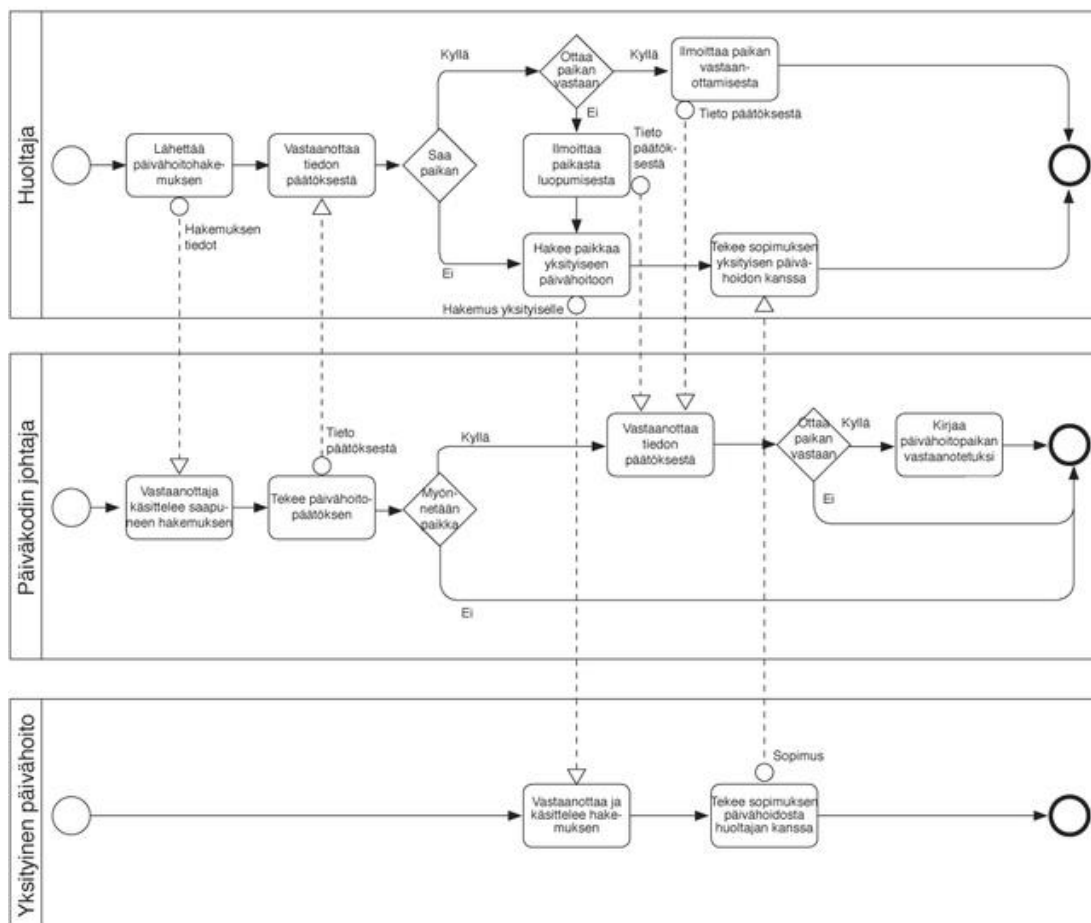 Huoltaja
Lähettää
päivähoitohake-
muksen
Hakemuksen
tiedot
Vastaanottaa
tiedon
päätöksestä
Saa
paikan
Kyllä
Ei
Ottaa
paikan
vastaan
Kyllä
Ei
Ilmoittaa paikan
vastaan-
ottamisesta
Tieto päätöksestä
Ilmoittaa
paikasta
luopumisesta
Tieto
päätök-
sestä
Hakee paikkaa
yksityiseen
päivähoitoon
Hakemus yksityiselle
Tekee sopimuksen
yksityisen päivä-
hoidon kanssa
Päiväkodin johtaja
Vastaanottaja
käsittelee saapu-
neen hakemuksen
Tieto
päätöksestä
Tekee päivähoito-
päätöksen
Myön-
netään
paikka
Kyllä
Ei
Vastaanottaa
tiedon
päätöksestä
Ottaa
paikan
vastaan
Kyllä
Ei
Kirjaa
päivähoitopaikan
vastaanotetuksi
Yksityinen päivähoito
Vastaanottaa ja
käsittelee hake-
muksen
Sopimus
Tekee sopimuksen
päivähoidosta
huoltajan kanssa